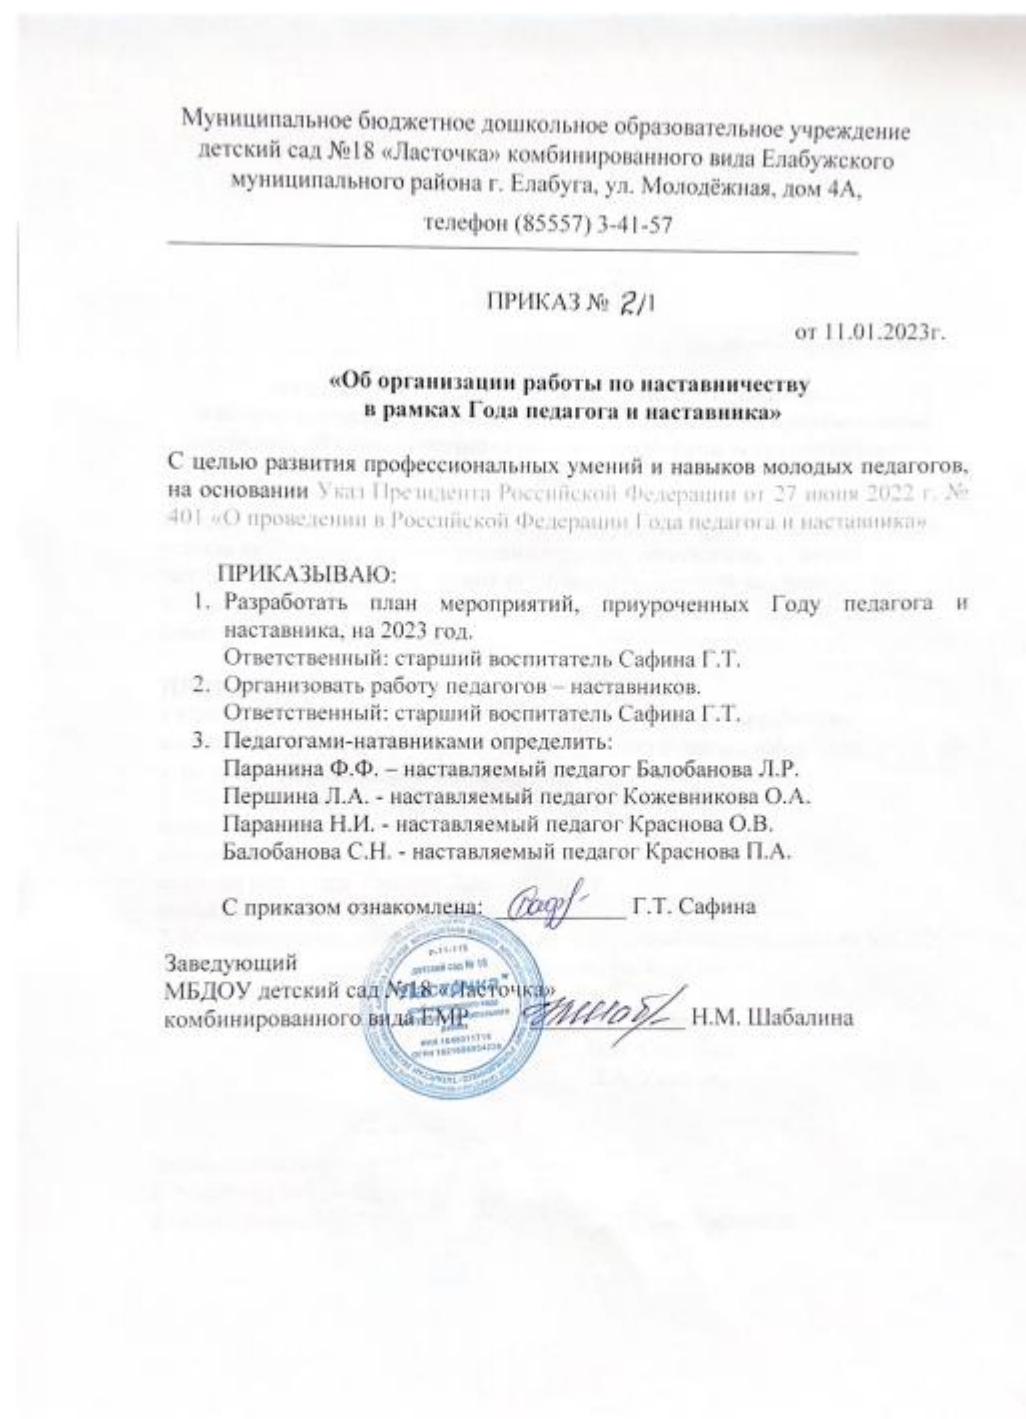 Муниципальное бюджетное дошкольное образовательное учреждение
детский сад №18 «Ласточка» комбинированного вида Елабужского
муниципального района г. Елабуга, ул. Молодёжная, дом 4А,
телефон (85557) 3-41-57
ПРИКАЗ № 2/1
от 11.01.2023г.
«Об организации работы по наставничеству
в рамках Года педагога и наставника»
С целью развития профессиональных умений и навыков молодых педагогов,
на основании Указ Президента Российской Федерации от 27 июня 2022 г. №
401 «О проведении в Российской Федерации Года педагога и наставника»
ПРИКАЗЫВАЮ:
1. Разработать план мероприятий, приуроченных Году педагога и
наставника, на 2023 год.
Ответственный: старший воспитатель Сафина Г.Т.
2. Организовать работу педагогов – наставников.
Ответственный: старший воспитатель Сафина Г.Т.
3. Педагогами-натавниками определить:
Паранина Ф.Ф. – наставляемый педагог Балобанова Л.Р.
Першина Л.А. - наставляемый педагог Кожевникова О.А.
Паранина Н.И. - наставляемый педагог Краснова О.В.
Балобанова С.Н. - наставляемый педагог Краснова П.А.
С приказом ознакомлена: Г.Т. Сафина
Заведующий
МБДОУ детский сад №18 «Ласточка»
комбинированного вида ЕМР Н.М. Шабалина
детский сад № 18
"Ласточка"